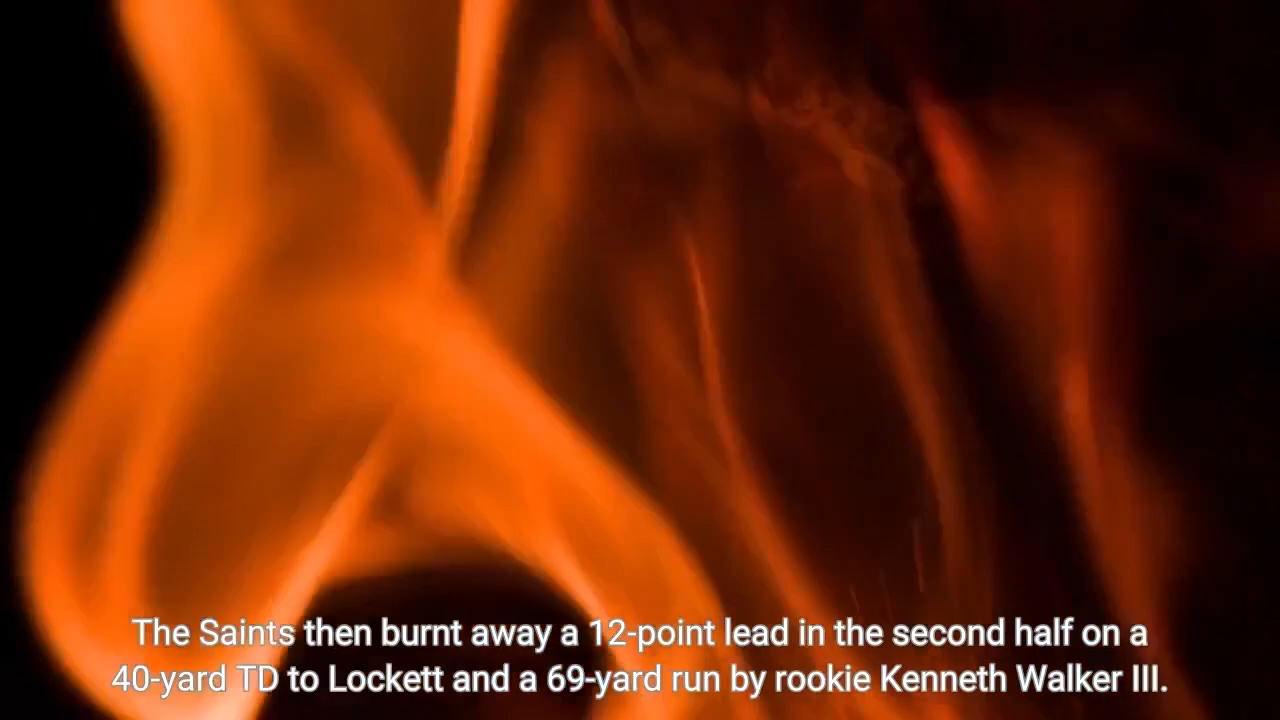 The Saints then burnt away a 12-point lead in the second half on a
40-yard TD to Lockett and a 69-yard run by rookie Kenneth Walker III.